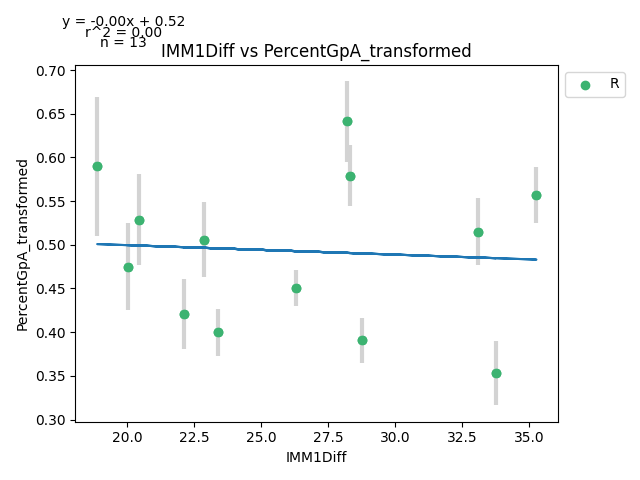 y = -0.00x + 0.52
r^2 = 0.00
n = 13
IMM1Diff vs PercentGpA_transformed
R
0.70
0.65
0.60
0.55
0.50
0.45
0.40
0.35
0.30
PercentGpA_transformed
20.0 22.5 25.0 27.5 30.0 32.5 35.0
IMM1Diff